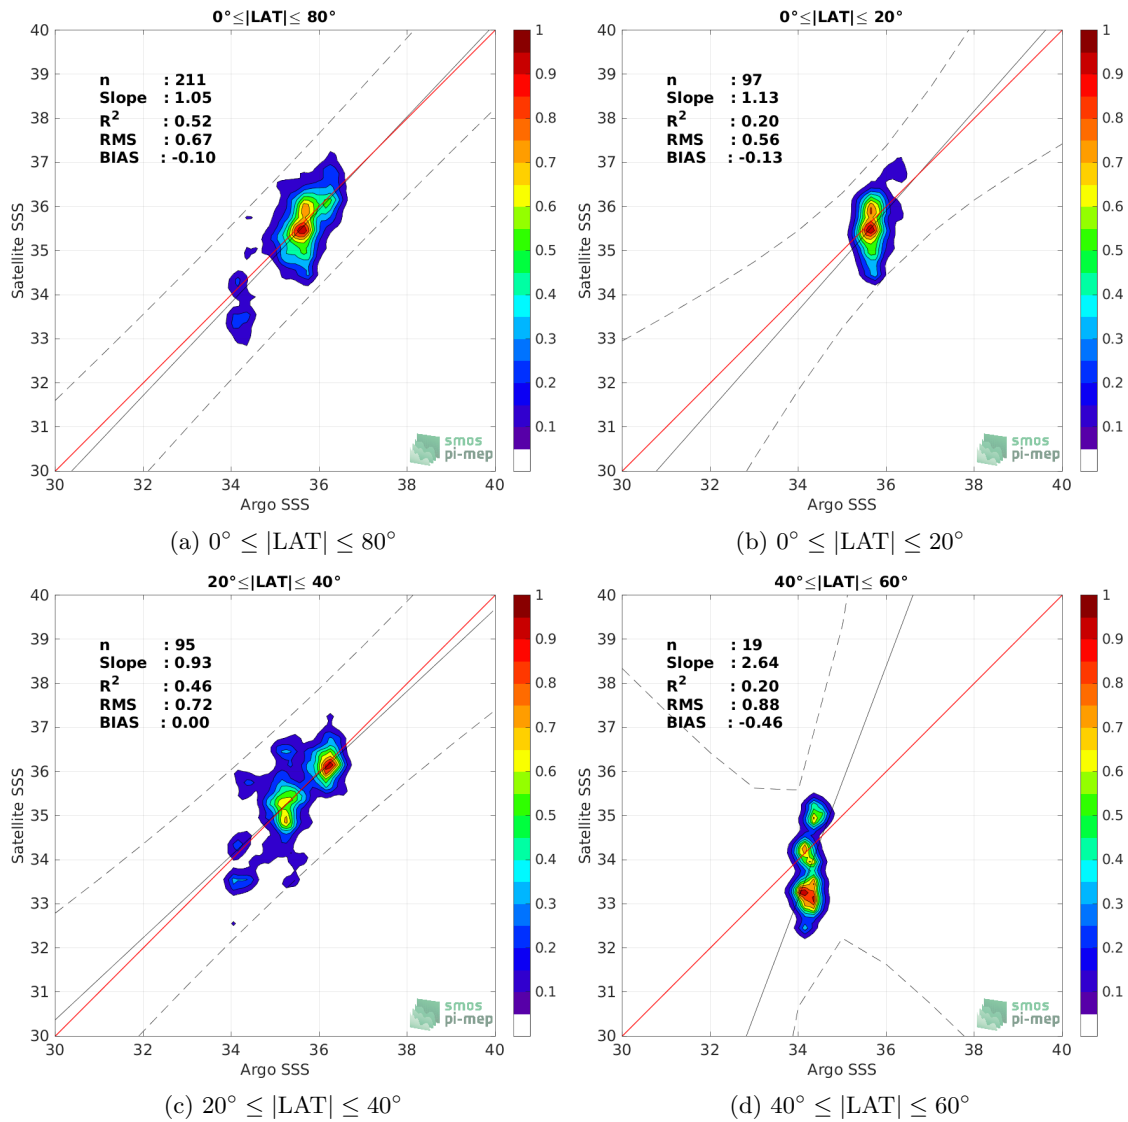 0°≤|LAT|≤ 80°
n : 211
Slope : 1.05
R2 : 0.52
RMS : 0.67
BIAS : -0.10
40
39
38
37
36
35
34
33
32
31
30
Satellite SSS
30 32 34 36 38 40
Argo SSS
1
0.9
0.8
0.7
0.6
0.5
0.4
0.3
0.2
0.1
smos
pi-mep
(a) 0° ≤ |LAT| ≤ 80°
0°≤|LAT|≤ 20°
n : 97
Slope : 1.13
R2 : 0.20
RMS : 0.56
BIAS : -0.13
40
39
38
37
36
35
34
33
32
31
30
Satellite SSS
30 32 34 36 38 40
Argo SSS
1
0.9
0.8
0.7
0.6
0.5
0.4
0.3
0.2
0.1
smos
pi-mep
(b) 0° ≤ |LAT| ≤ 20°
20°≤|LAT|≤ 40°
n : 95
Slope : 0.93
R2 : 0.46
RMS : 0.72
BIAS : 0.00
40
39
38
37
36
35
34
33
32
31
30
Satellite SSS
30 32 34 36 38 40
Argo SSS
1
0.9
0.8
0.7
0.6
0.5
0.4
0.3
0.2
0.1
smos
pi-mep
(c) 20° ≤ |LAT| ≤ 40°
40°≤|LAT|≤ 60°
n : 19
Slope : 2.64
R2 : 0.20
RMS : 0.88
BIAS : -0.46
40
39
38
37
36
35
34
33
32
31
30
Satellite SSS
30 32 34 36 38 40
Argo SSS
1
0.9
0.8
0.7
0.6
0.5
0.4
0.3
0.2
0.1
smos
pi-mep
(d) 40° ≤ |LAT| ≤ 60°